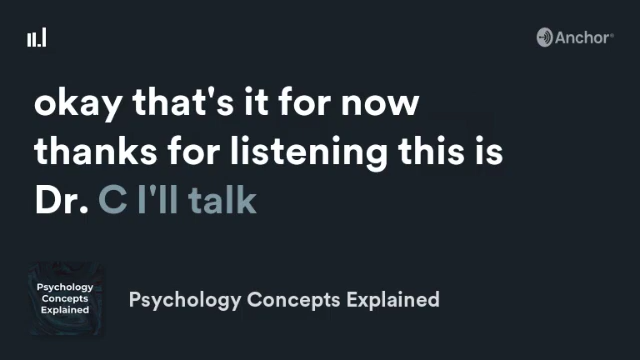 Anchor
okay that's it for now
thanks for listening this is
Dr. C I'll talk
Psychology
Concepts
Explained
Psychology Concepts Explained